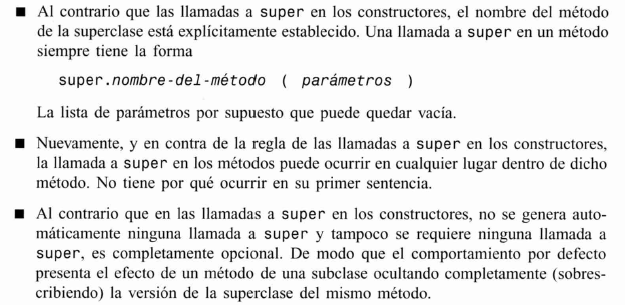 ■ Al contrario que las llamadas a super en los constructores, el nombre del método
de la superclase está explícitamente establecido. Una llamada a super en un método
siempre tiene la forma
super.nombre-del-método ( parámetros )
La lista de parámetros por supuesto que puede quedar vacía.
■ Nuevamente, y en contra de la regla de las llamadas a super en los constructores,
la llamada a super en los métodos puede ocurrir en cualquier lugar dentro de dicho
método. No tiene por qué ocurrir en su primer sentencia.
■ Al contrario que en las llamadas a super en los constructores, no se genera auto-
máticamente ninguna llamada a super y tampoco se requiere ninguna llamada a
super, es completamente opcional. De modo que el comportamiento por defecto
presenta el efecto de un método de una subclase ocultando completamente (sobres-
cribiendo) la versión de la superclase del mismo método.